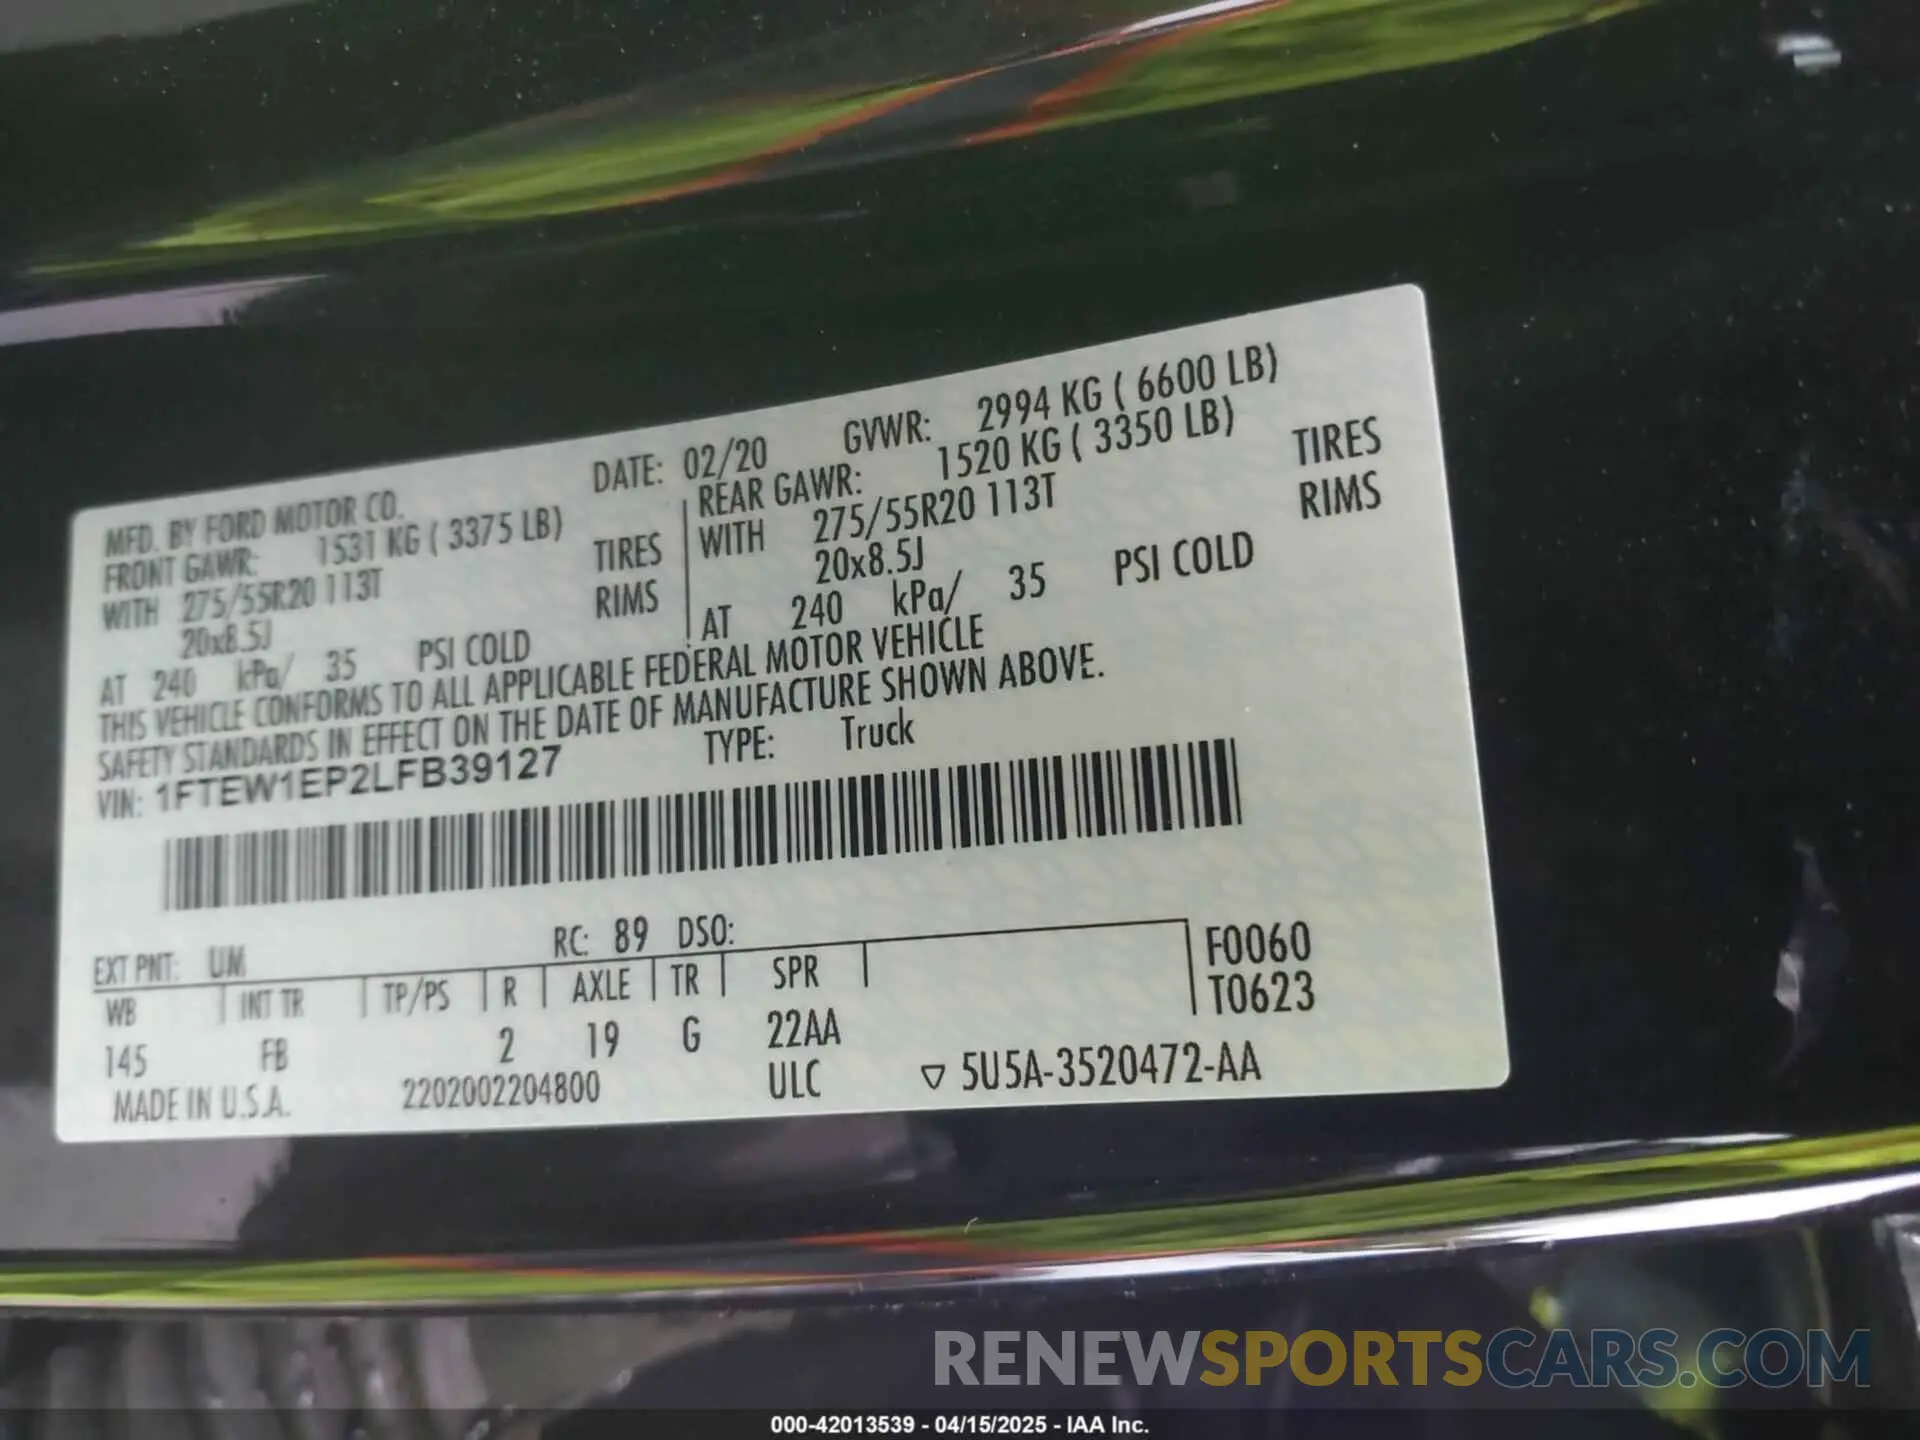 MFD. BY FORD MOTOR CO. DATE: 02/20 GVWR: 2994 KG ( 6600 LB)
FRONT GAWR: 1531 KG ( 3375 LB) REAR GAWR: 1520 KG ( 3350 LB)
WITH 275/55R20 113T TIRES WITH 275/55R20 113T TIRES
20x8.5J RIMS 20x8.5J RIMS
AT 240 kPa/ 35 PSI COLD AT 240 kPa/ 35 PSI COLD
THIS VEHICLE CONFORMS TO ALL APPLICABLE FEDERAL MOTOR VEHICLE
SAFETY STANDARDS IN EFFECT ON THE DATE OF MANUFACTURE SHOWN ABOVE.
VIN: 1FTEW1EP2LFB39127 TYPE: Truck
EXT PNT: UM RC: 89 DSO: F0060
WB INT TR TP/PS R AXLE TR SPR T0623
145 FB 2 19 G 22AA
MADE IN U.S.A. 2202002204800 ULC ▽ 5U5A-3520472-AA
RENEWSPORTSCARS.COM
000-42013539 - 04/15/2025 - IAA Inc.